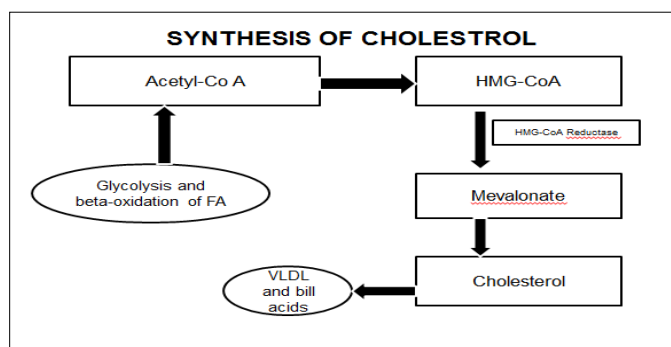 SYNTHESIS OF CHOLESTROL
Acetyl-Co A
HMG-CoA
HMG-CoA Reductase
Glycolysis and
beta-oxidation of FA
Mevalonate
VLDL
and bill
acids
Cholesterol